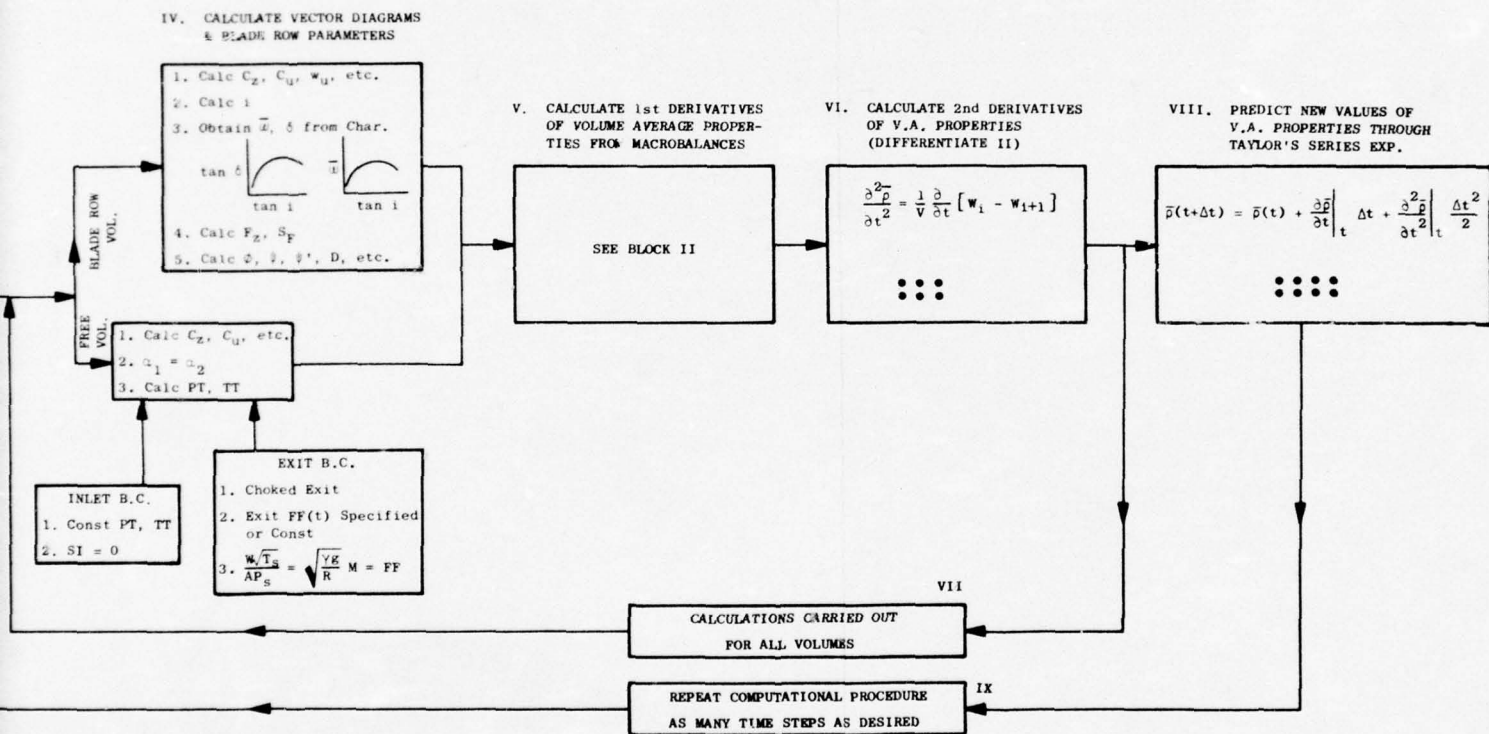 IV. CALCULATE VECTOR DIAGRAMS
& BLADE ROW PARAMETERS
1. Calc C_z, C_u, w_u, etc.
2. Calc i
3. Obtain ω̄, δ from Char.
tan δ
tan i
ω̄
tan i
4. Calc F_z, S_F
5. Calc Φ, ψ, ψ', D, etc.
BLADE ROW
VOL.
FREE
VOL.
1. Calc C_z, C_u, etc.
2. α_1 = α_2
3. Calc PT, TT
INLET B.C.
1. Const PT, TT
2. SI = 0
EXIT B.C.
1. Choked Exit
2. Exit FF(t) Specified
or Const
3. W√T_s / AP_s = √(γg/R) M = FF
V. CALCULATE 1st DERIVATIVES
OF VOLUME AVERAGE PROPER-
TIES FROM MACROBALANCES
SEE BLOCK II
VI. CALCULATE 2nd DERIVATIVES
OF V.A. PROPERTIES
(DIFFERENTIATE II)
∂²ρ̄/∂t² = 1/V ∂/∂t [W_i - W_{i+1}]
VIII. PREDICT NEW VALUES OF
V.A. PROPERTIES THROUGH
TAYLOR'S SERIES EXP.
ρ̄(t+Δt) = ρ̄(t) + ∂ρ̄/∂t|_t Δt + ∂²ρ̄/∂t²|_t Δt²/2
VII
CALCULATIONS CARRIED OUT
FOR ALL VOLUMES
IX
REPEAT COMPUTATIONAL PROCEDURE
AS MANY TIME STEPS AS DESIRED